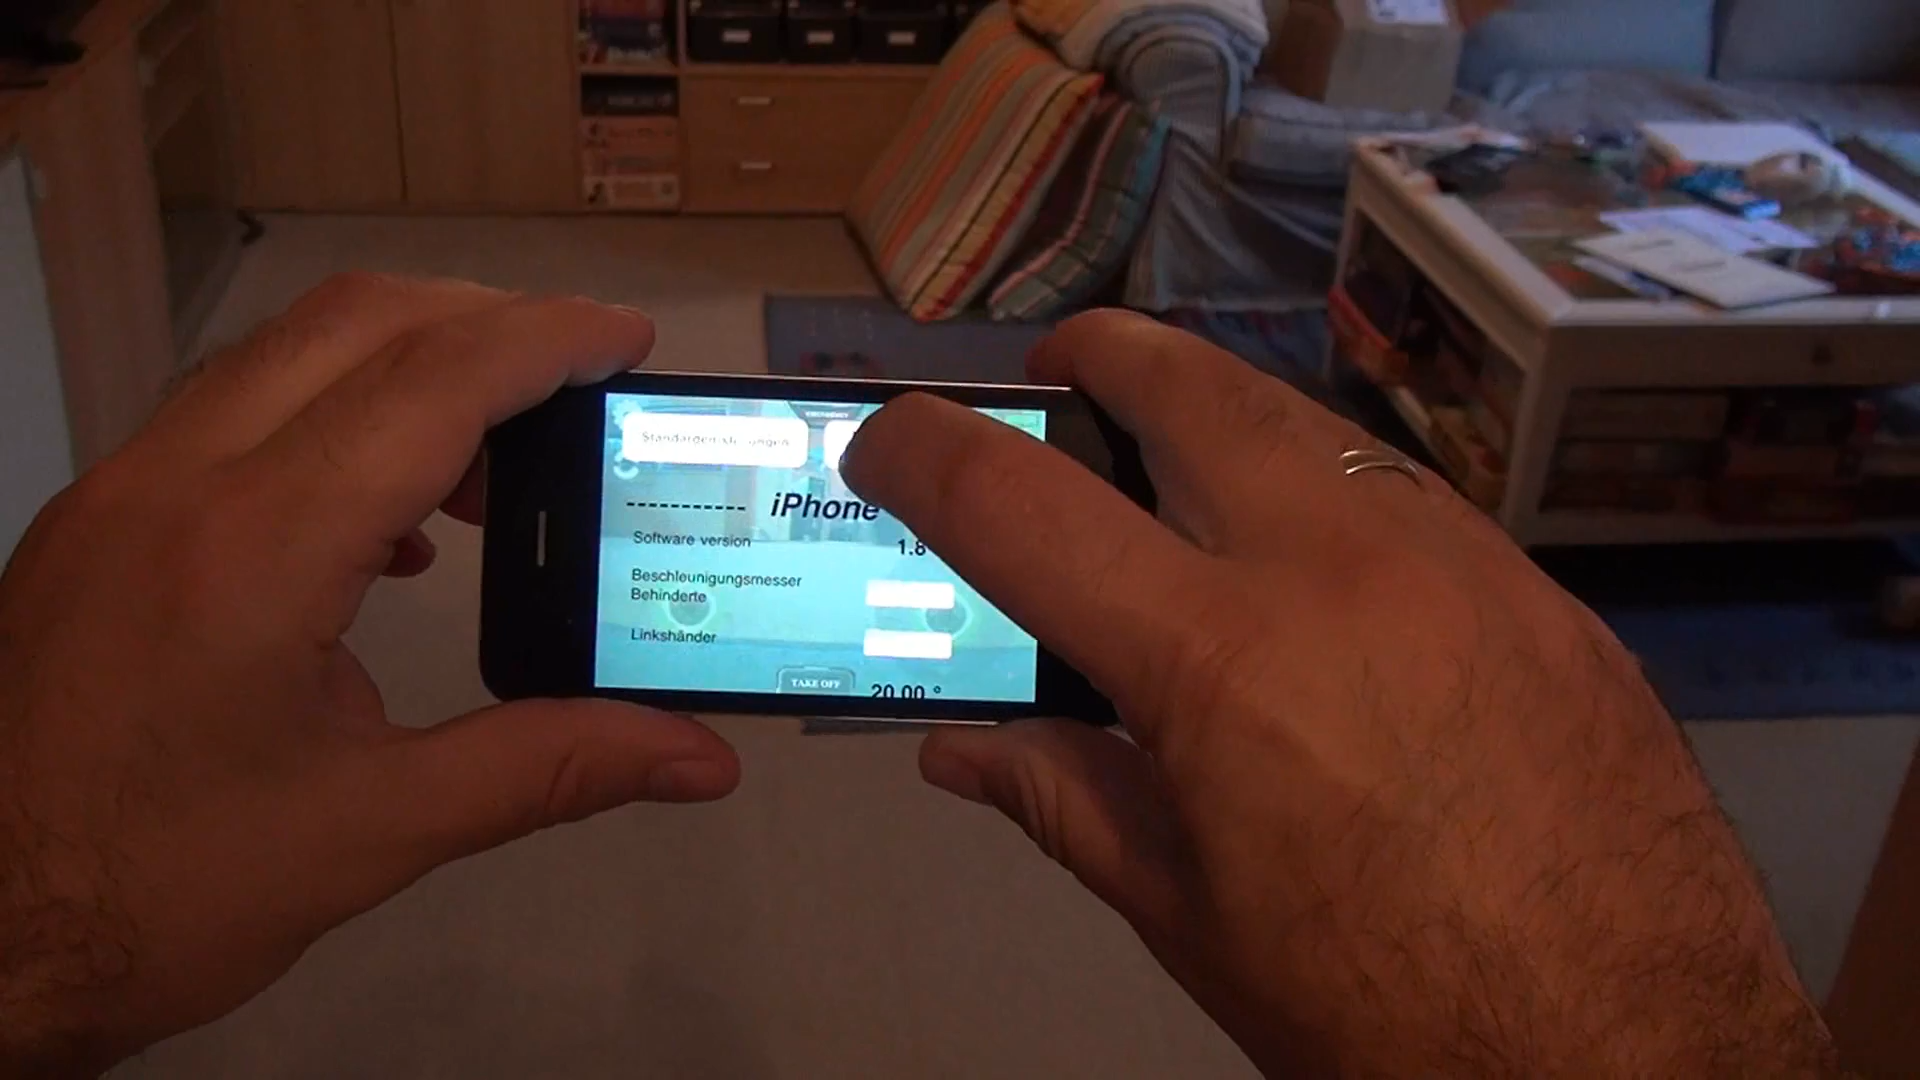 ----------- iPhone
Software version 1.8
Beschleunigungsmesser
Behinderte
Linkshänder
TAKE OFF 20.00 °